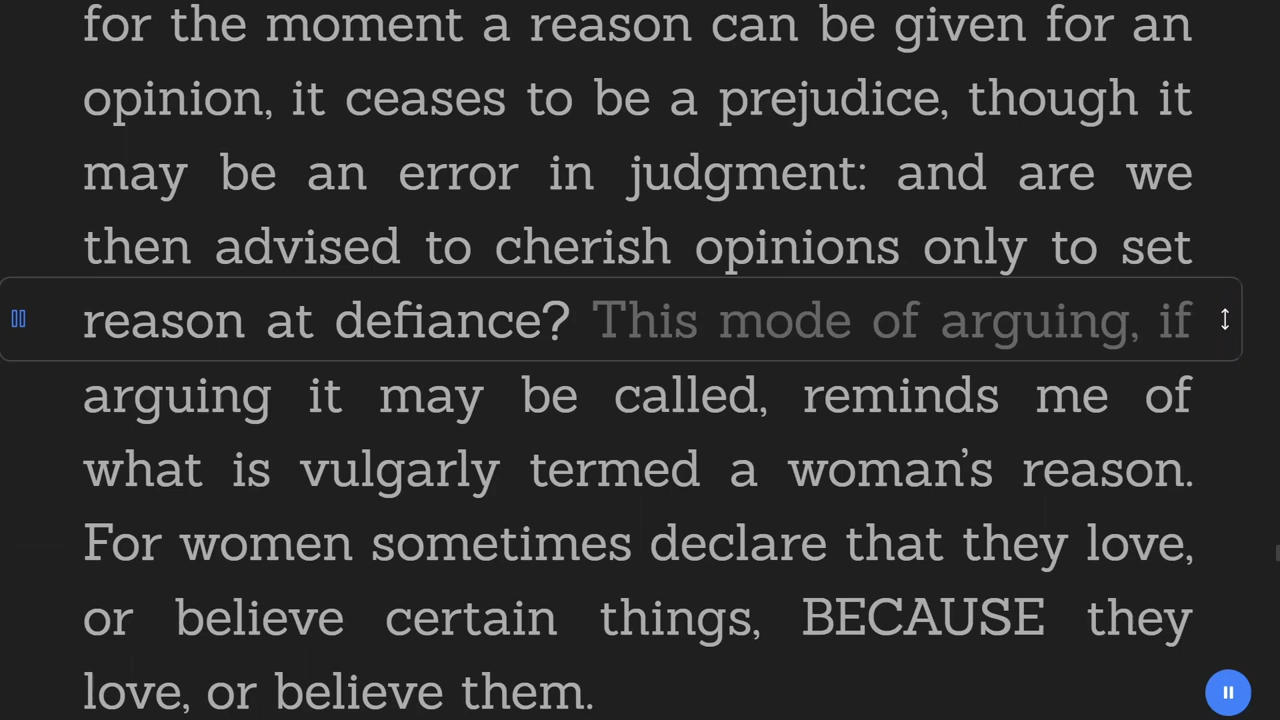 for the moment a reason can be given for an
opinion, it ceases to be a prejudice, though it
may be an error in judgment: and are we
then advised to cherish opinions only to set
reason at defiance? This mode of arguing, if
arguing it may be called, reminds me of
what is vulgarly termed a woman’s reason.
For women sometimes declare that they love,
or believe certain things, BECAUSE they
love, or believe them.